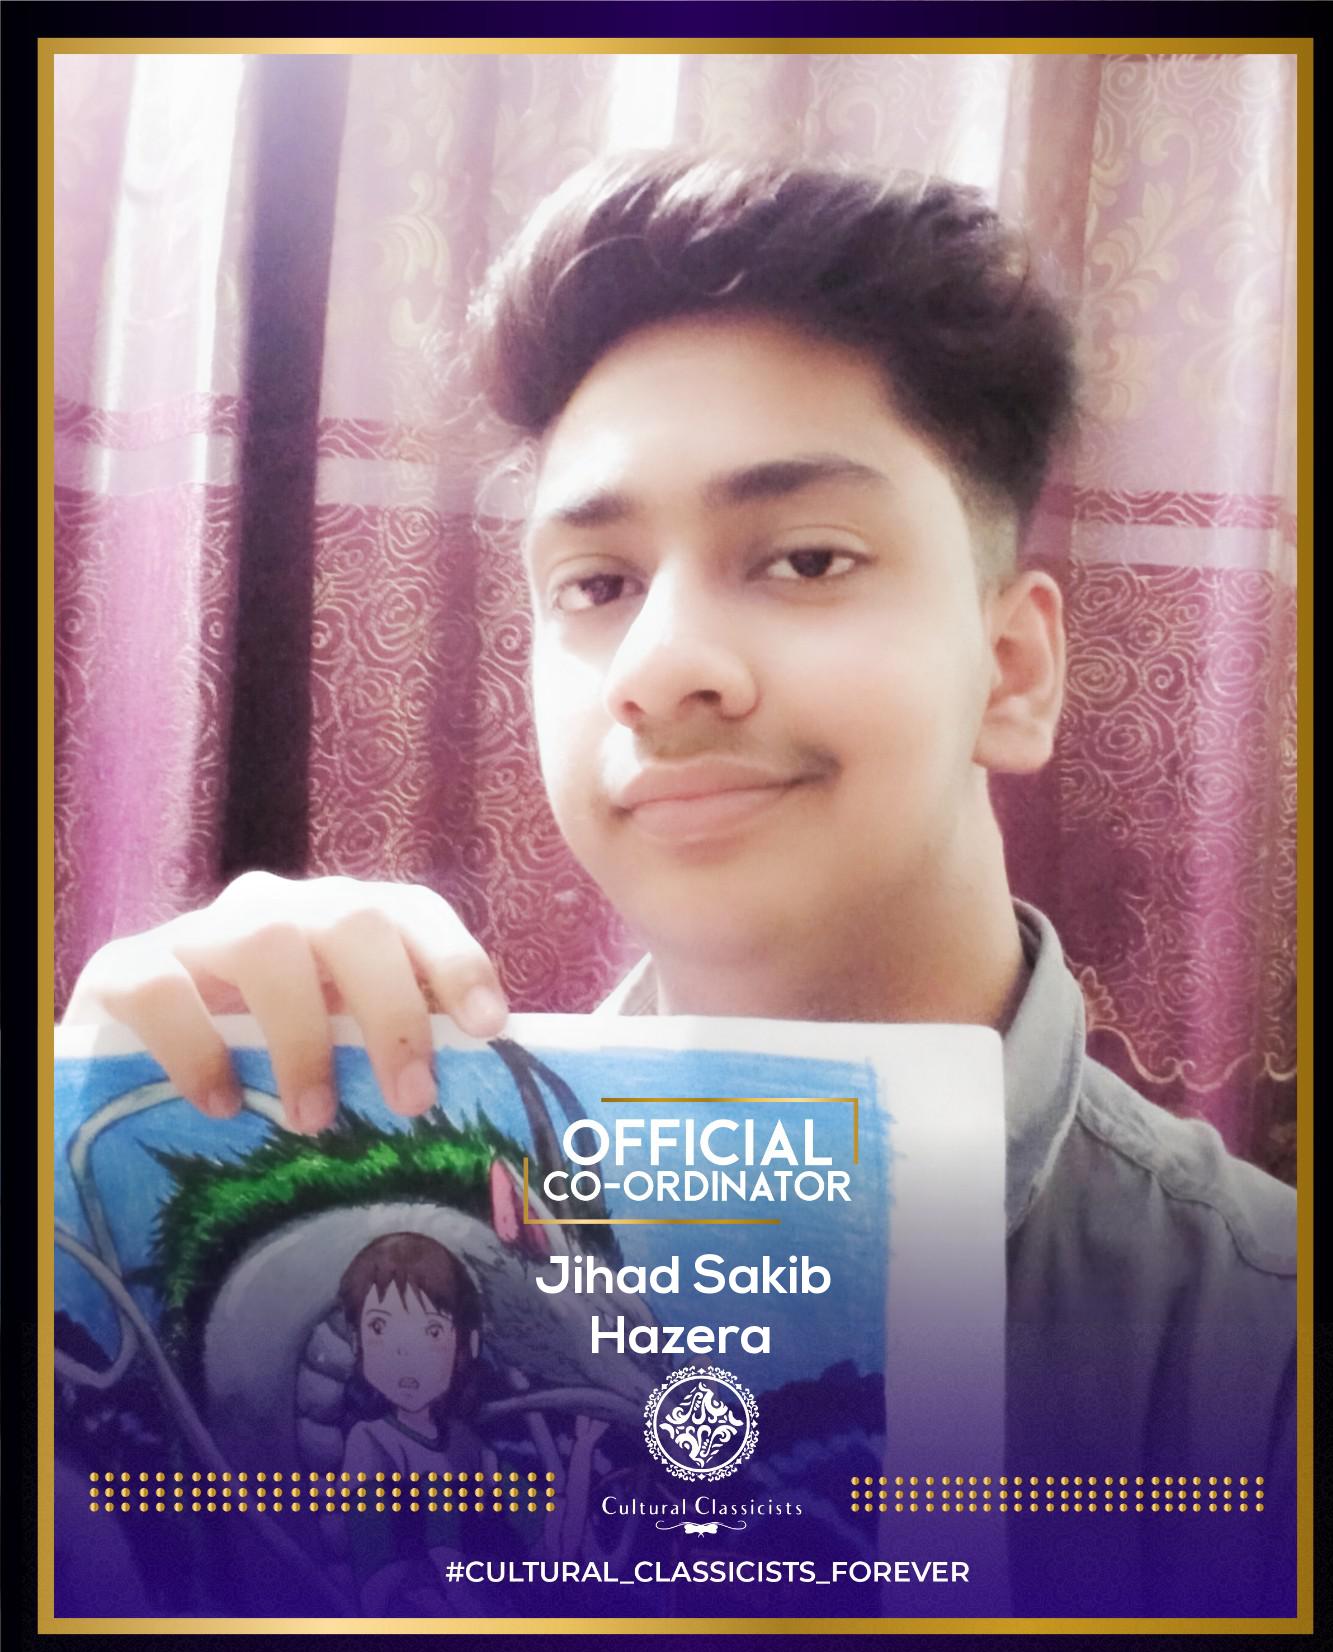 OFFICIAL
CO-ORDINATOR
Jihad Sakib
Hazera
Cultural Classicists
#CULTURAL_CLASSICISTS_FOREVER